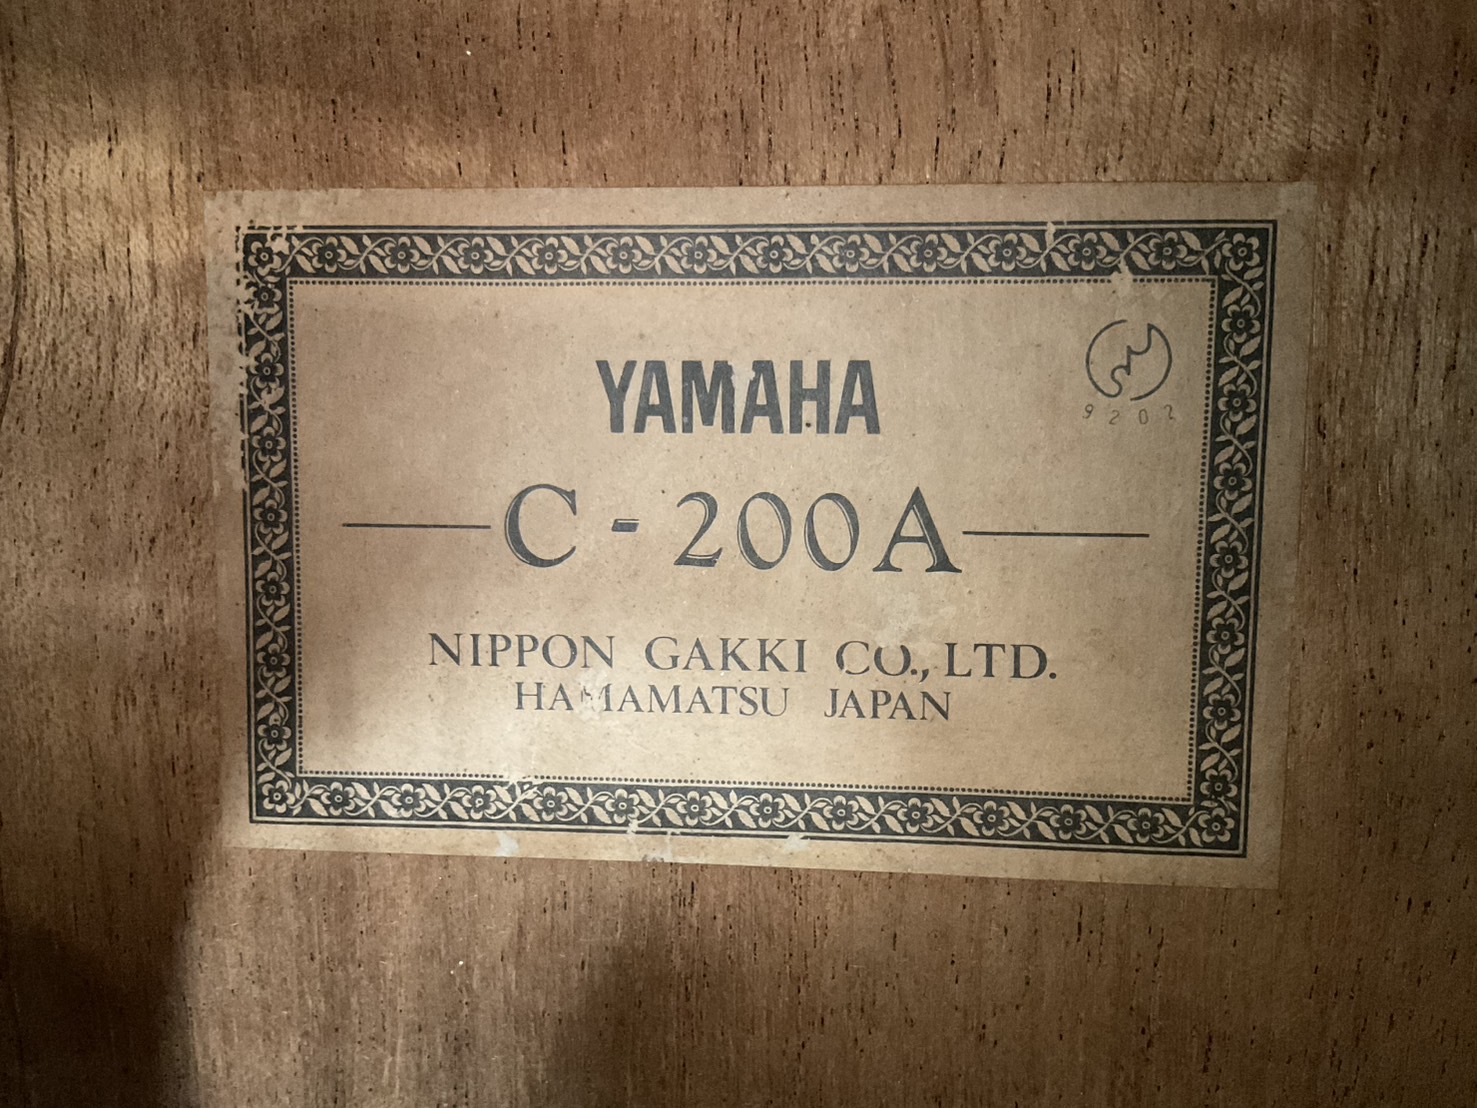 YAMAHA
9202
C-200A
NIPPON GAKKI CO., LTD.
HAMAMATSU JAPAN